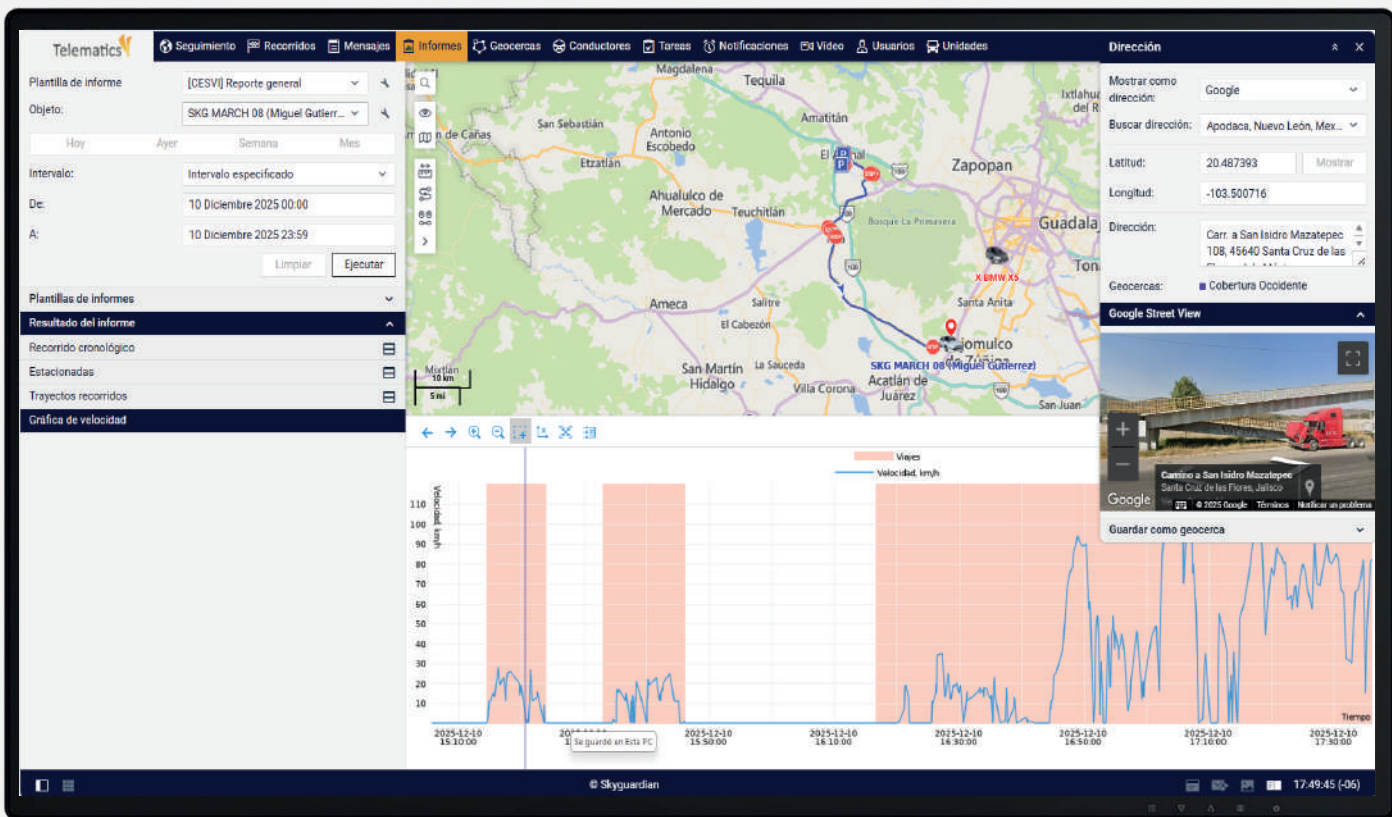 Telematics
Seguimiento
Recorridos
Mensajes
Informes
Geocercas
Conductores
Tareas
Notificaciones
Video
Usuarios
Unidades
Plantilla de informe
[CESVI] Reporte general
Objeto:
SKG MARCH 08 (Miguel Gutierr...
Hoy
Ayer
Semana
Mes
Intervalo:
Intervalo especificado
De:
10 Diciembre 2025 00:00
A:
10 Diciembre 2025 23:59
Limpiar
Ejecutar
Plantillas de informes
Resultado del informe
Recorrido cronológico
Estacionadas
Trayectos recorridos
Gráfica de velocidad
Magdalena
Tequila
Ixtlahua
del R
Amatitán
n de Cañas
San Sebastián
Antonio
Escobedo
Etzatlán
Zapopan
Ahualulco de
Mercado
Teuchitlán
Bosque La Primavera
Guadala
Ton
X BMW X5
Ameca
Salitre
Santa Anita
El Cabezón
jomulco
de Zúñiga
SKG MARCH 08 (Miguel Gutierrez)
Mixtlán
10 km
5 mi
San Martín
Hidalgo
La Sauceda
Villa Corona
Acatlán de
Juárez
San Juan
Dirección
Mostrar como
dirección:
Google
Buscar dirección:
Apodaca, Nuevo León, Mex...
Latitud:
20.487393
Mostrar
Longitud:
-103.500716
Dirección:
Carr. a San Isidro Mazatepec
108, 45640 Santa Cruz de las
Geocercas:
Cobertura Occidente
Google Street View
Camino a San Isidro Mazatepec
Santa Cruz de las Flores, Jalisco
Google
© 2025 Google
Términos
Notificar un problema
Guardar como geocerca
Viajes
Velocidad, km/h
Velocidad, km/h
110
100
90
80
70
60
50
40
30
20
10
Tiempo
2025-12-10
15:10:00
Se guardó en Esta PC
2025-12-10
15:50:00
2025-12-10
16:10:00
2025-12-10
16:30:00
2025-12-10
16:50:00
2025-12-10
17:10:00
2025-12-10
17:30:00
© Skyguardian
17:49:45 (-06)